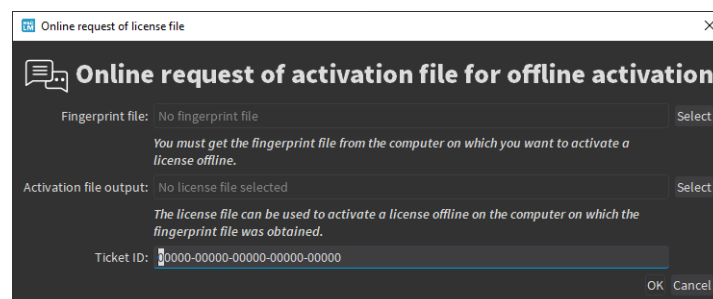 Online request of license file
Online request of activation file for offline activation
Fingerprint file: No fingerprint file Select
You must get the fingerprint file from the computer on which you want to activate a
license offline.
Activation file output: No license file selected Select
The license file can be used to activate a license offline on the computer on which the
fingerprint file was obtained.
Ticket ID: 00000-00000-00000-00000-00000
OK Cancel